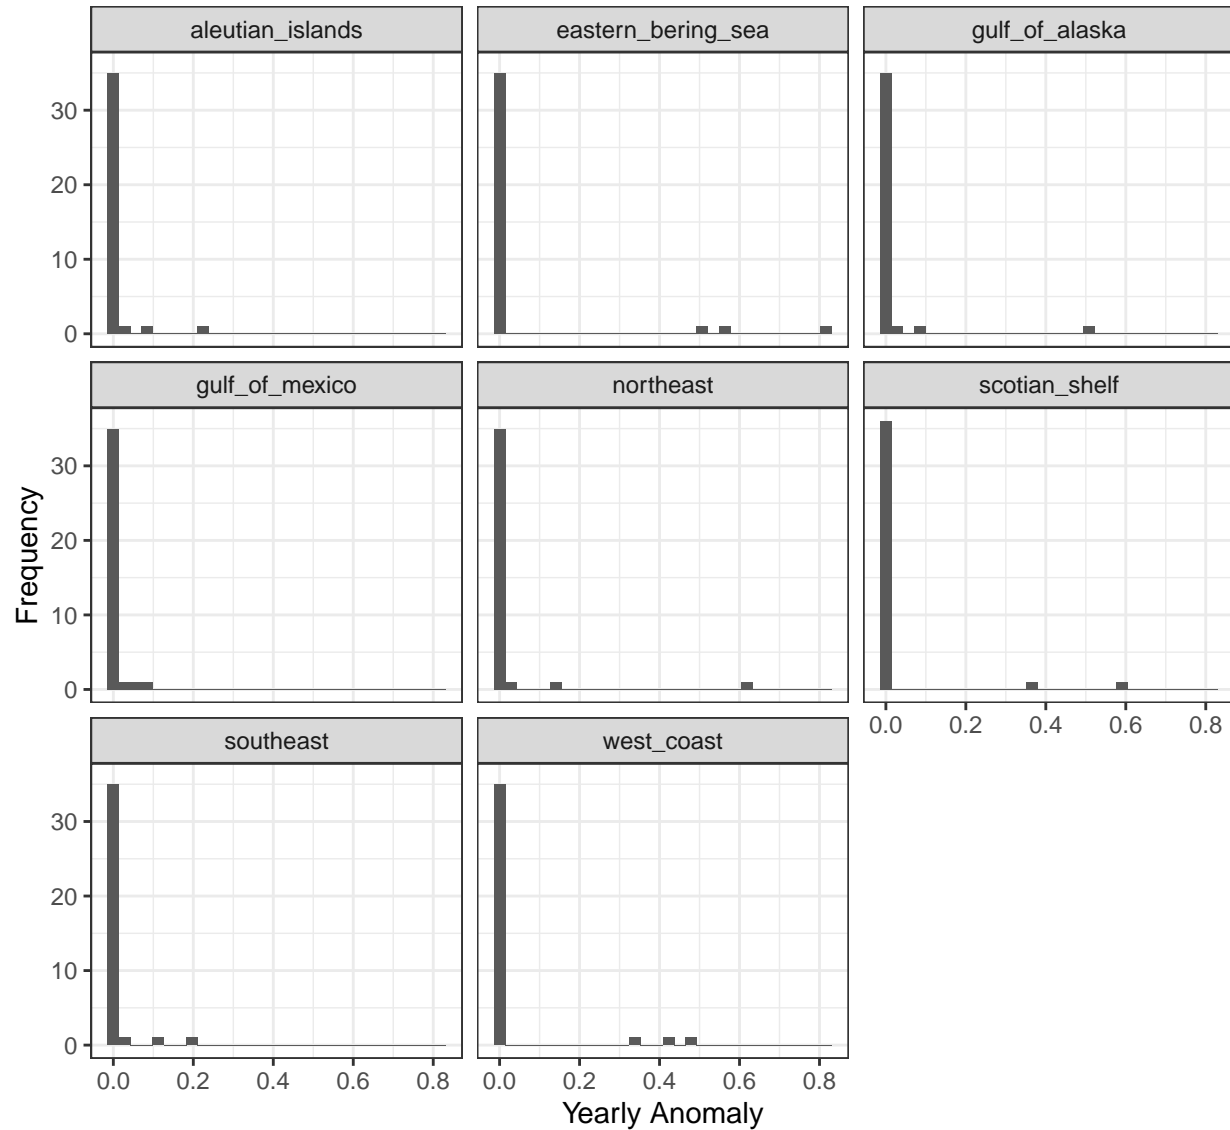 aleutian_islands eastern_bering_sea gulf_of_alaska
30
20
10
0
gulf_of_mexico northeast scotian_shelf
30
20
10
0
0.0 0.2 0.4 0.6 0.8
southeast west_coast
30
20
10
0
0.0 0.2 0.4 0.6 0.8 0.0 0.2 0.4 0.6 0.8
Yearly Anomaly
Frequency